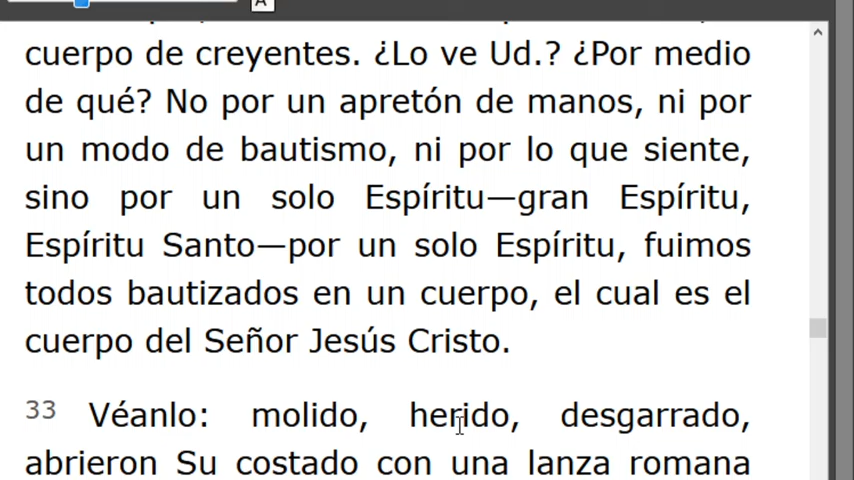 A
cuerpo de creyentes. ¿Lo ve Ud.? ¿Por medio
de qué? No por un apretón de manos, ni por
un modo de bautismo, ni por lo que siente,
sino por un solo Espíritu—gran Espíritu,
Espíritu Santo—por un solo Espíritu, fuimos
todos bautizados en un cuerpo, el cual es el
cuerpo del Señor Jesús Cristo.
33 Véanlo: molido, herido, desgarrado,
abrieron Su costado con una lanza romana